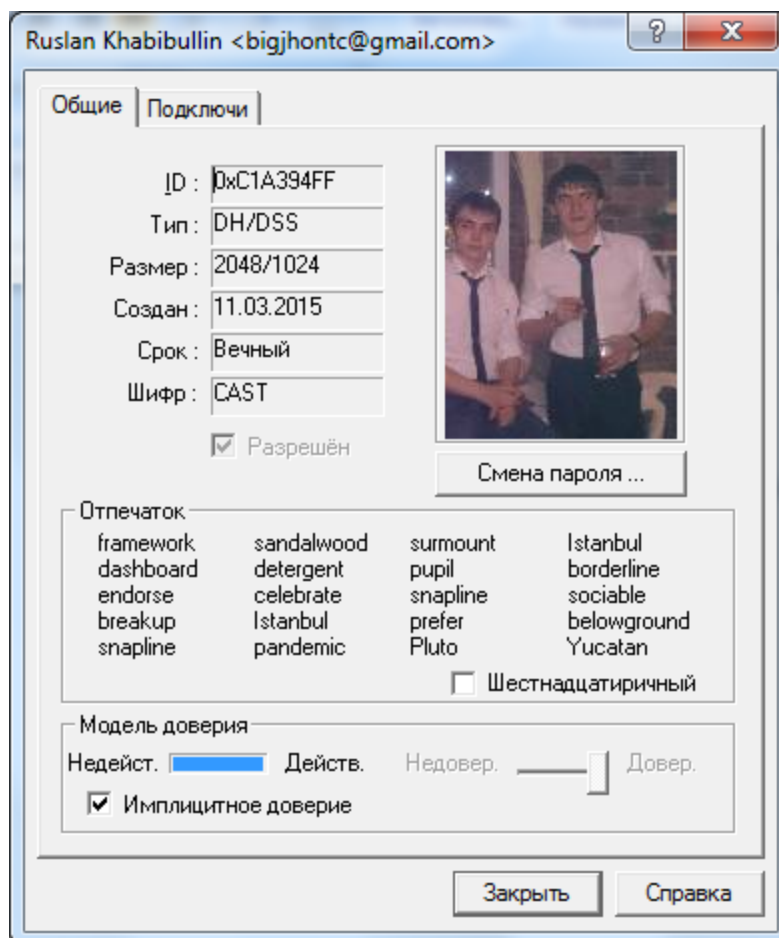 Ruslan Khabibullin <bigjhontc@gmail.com>
Общие Подключи
ID : 0xC1A394FF
Тип : DH/DSS
Размер : 2048/1024
Создан : 11.03.2015
Срок : Вечный
Шифр : CAST
Разрешён
Смена пароля ...
Отпечаток
framework sandalwood surmount Istanbul
dashboard detergent pupil borderline
endorse celebrate snapline sociable
breakup Istanbul prefer belowground
snapline pandemic Pluto Yucatan
Шестнадцатиричный
Модель доверия
Недейст. Действ. Недовер. Довер.
Имплицитное доверие
Закрыть Справка